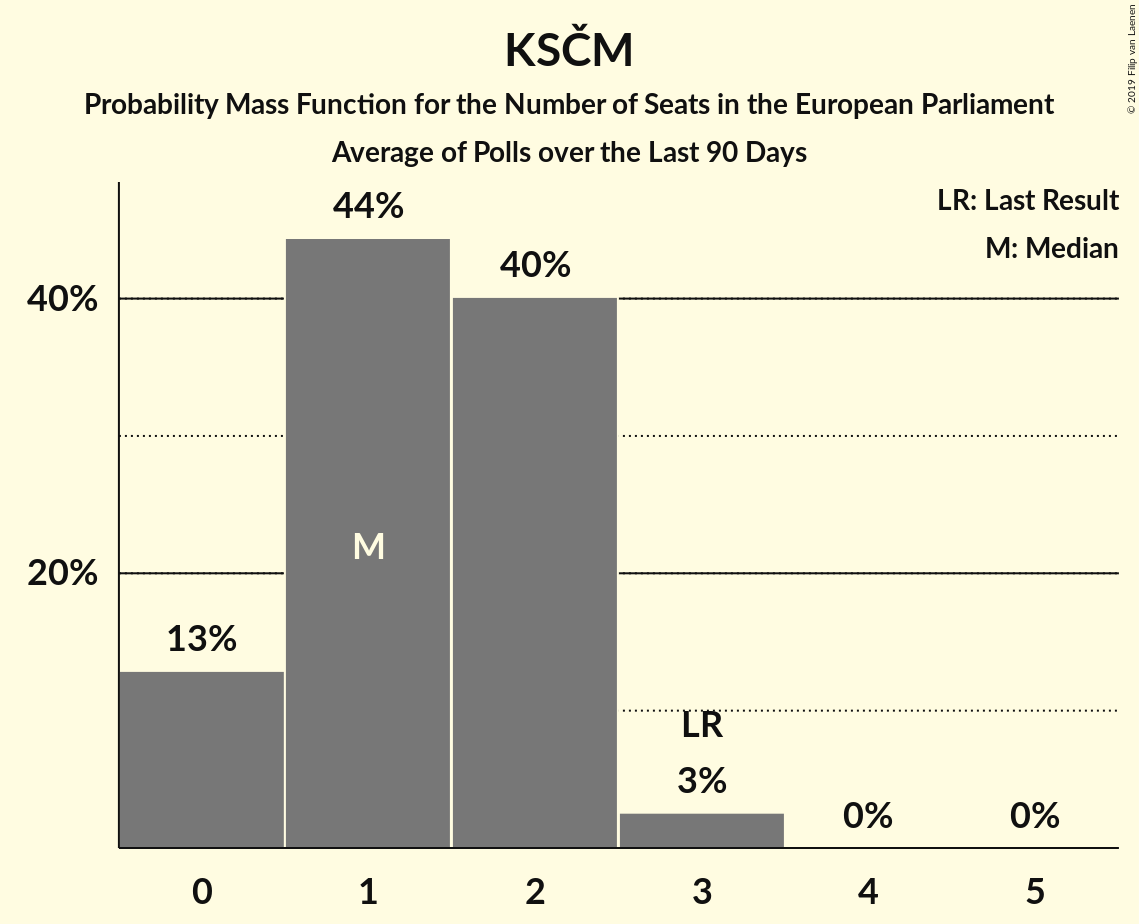 KSČM
Probability Mass Function for the Number of Seats in the European Parliament
Average of Polls over the Last 90 Days
© 2019 Filip van Laenen
LR: Last Result
M: Median
44%
40%
40%
M
20%
13%
LR
3%
0%
0%
0 1 2 3 4 5